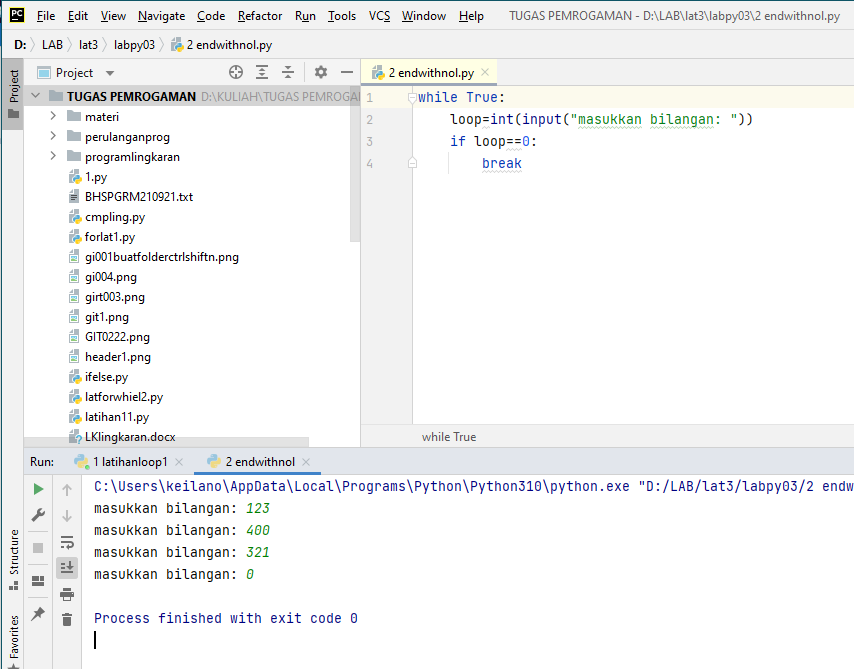 PC File Edit View Navigate Code Refactor Run Tools VCS Window Help TUGAS PEMROGAMAN - D:\LAB\lat3\labpy03\2 endwithnol.py
D: LAB lat3 labpy03 2 endwithnol.py
Project
Project
TUGAS PEMROGAMAN D:\KULIAH\TUGAS PEMROGA
materi
perulanganprog
programlingkaran
1.py
BHSPGRM210921.txt
cmpling.py
forlat1.py
gi001buatfolderctrlshiftn.png
gi004.png
girt003.png
git1.png
GIT0222.png
header1.png
ifelse.py
latforwhiel2.py
latihan11.py
LKlingkaran.docx
2 endwithnol.py
1 while True:
2 loop=int(input("masukkan bilangan: "))
3 if loop==0:
4 break
while True
Run: 1 latihanloop1 2 endwithnol
C:\Users\keilano\AppData\Local\Programs\Python\Python310\python.exe "D:/LAB/lat3/labpy03/2 endw
masukkan bilangan: 123
masukkan bilangan: 400
masukkan bilangan: 321
masukkan bilangan: 0
Process finished with exit code 0
Structure
Favorites